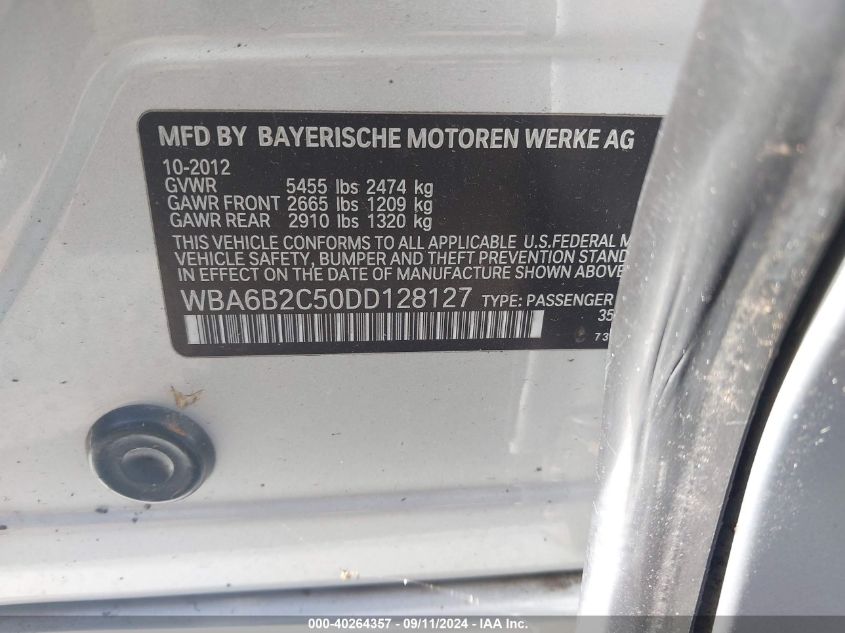 MFD BY BAYERISCHE MOTOREN WERKE AG
10-2012
GVWR 5455 lbs 2474 kg
GAWR FRONT 2665 lbs 1209 kg
GAWR REAR 2910 lbs 1320 kg
THIS VEHICLE CONFORMS TO ALL APPLICABLE U.S.FEDERAL M
VEHICLE SAFETY, BUMPER AND THEFT PREVENTION STAND
IN EFFECT ON THE DATE OF MANUFACTURE SHOWN ABOVE
WBA6B2C50DD128127 TYPE: PASSENGER
35
73
000-40264357 - 09/11/2024 - IAA Inc.